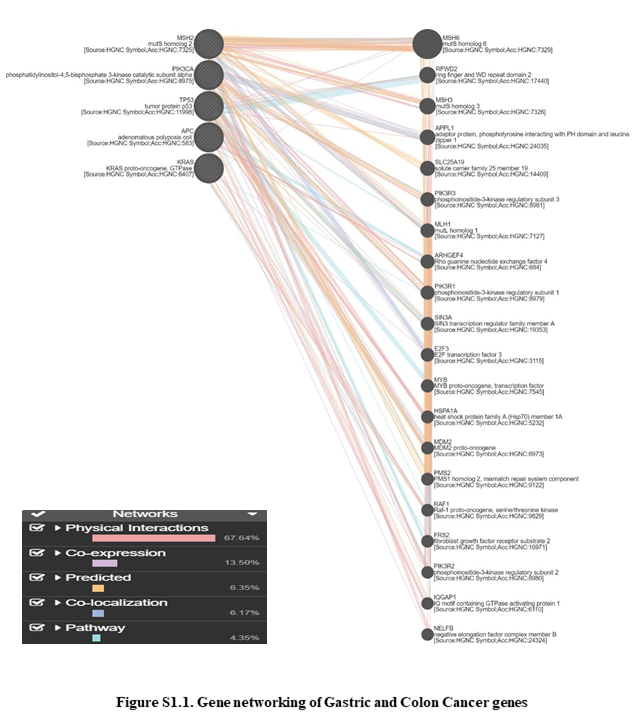 MSH2
mutS homolog 2
[Source:HGNC Symbol;Acc:HGNC:7325]
PIK3CA
phosphatidylinositol-4,5-bisphosphate 3-kinase catalytic subunit alpha
[Source:HGNC Symbol;Acc:HGNC:8975]
TP53
tumor protein p53
[Source:HGNC Symbol;Acc:HGNC:11998]
APC
adenomatous polyposis coli
[Source:HGNC Symbol;Acc:HGNC:583]
KRAS
KRAS proto-oncogene, GTPase
[Source:HGNC Symbol;Acc:HGNC:6407]
MSH6
mutS homolog 6
[Source:HGNC Symbol;Acc:HGNC:7329]
RFWD2
ring finger and WD repeat domain 2
[Source:HGNC Symbol;Acc:HGNC:17440]
MSH3
mutS homolog 3
[Source:HGNC Symbol;Acc:HGNC:7326]
APPL1
adaptor protein, phosphotyrosine interacting with PH domain and leucine
zipper 1
[Source:HGNC Symbol;Acc:HGNC:24035]
SLC25A19
solute carrier family 25 member 19
[Source:HGNC Symbol;Acc:HGNC:14409]
PIK3R3
phosphoinositide-3-kinase regulatory subunit 3
[Source:HGNC Symbol;Acc:HGNC:8981]
MLH1
mutL homolog 1
[Source:HGNC Symbol;Acc:HGNC:7127]
ARHGEF4
Rho guanine nucleotide exchange factor 4
[Source:HGNC Symbol;Acc:HGNC:684]
PIK3R1
phosphoinositide-3-kinase regulatory subunit 1
[Source:HGNC Symbol;Acc:HGNC:8979]
SIN3A
SIN3 transcription regulator family member A
[Source:HGNC Symbol;Acc:HGNC:19353]
E2F3
E2F transcription factor 3
[Source:HGNC Symbol;Acc:HGNC:3115]
MYB
MYB proto-oncogene, transcription factor
[Source:HGNC Symbol;Acc:HGNC:7545]
HSPA1A
heat shock protein family A (Hsp70) member 1A
[Source:HGNC Symbol;Acc:HGNC:5232]
MDM2
MDM2 proto-oncogene
[Source:HGNC Symbol;Acc:HGNC:6973]
PMS2
PMS1 homolog 2, mismatch repair system component
[Source:HGNC Symbol;Acc:HGNC:9122]
RAF1
Raf-1 proto-oncogene, serine/threonine kinase
[Source:HGNC Symbol;Acc:HGNC:9829]
FRS2
fibroblast growth factor receptor substrate 2
[Source:HGNC Symbol;Acc:HGNC:16971]
PIK3R2
phosphoinositide-3-kinase regulatory subunit 2
[Source:HGNC Symbol;Acc:HGNC:8980]
IQGAP1
IQ motif containing GTPase activating protein 1
[Source:HGNC Symbol;Acc:HGNC:6110]
NELFB
negative elongation factor complex member B
[Source:HGNC Symbol;Acc:HGNC:24324]
Networks
Physical Interactions
67.64%
Co-expression
13.50%
Predicted
6.35%
Co-localization
6.17%
Pathway
4.35%
Figure S1.1. Gene networking of Gastric and Colon Cancer genes